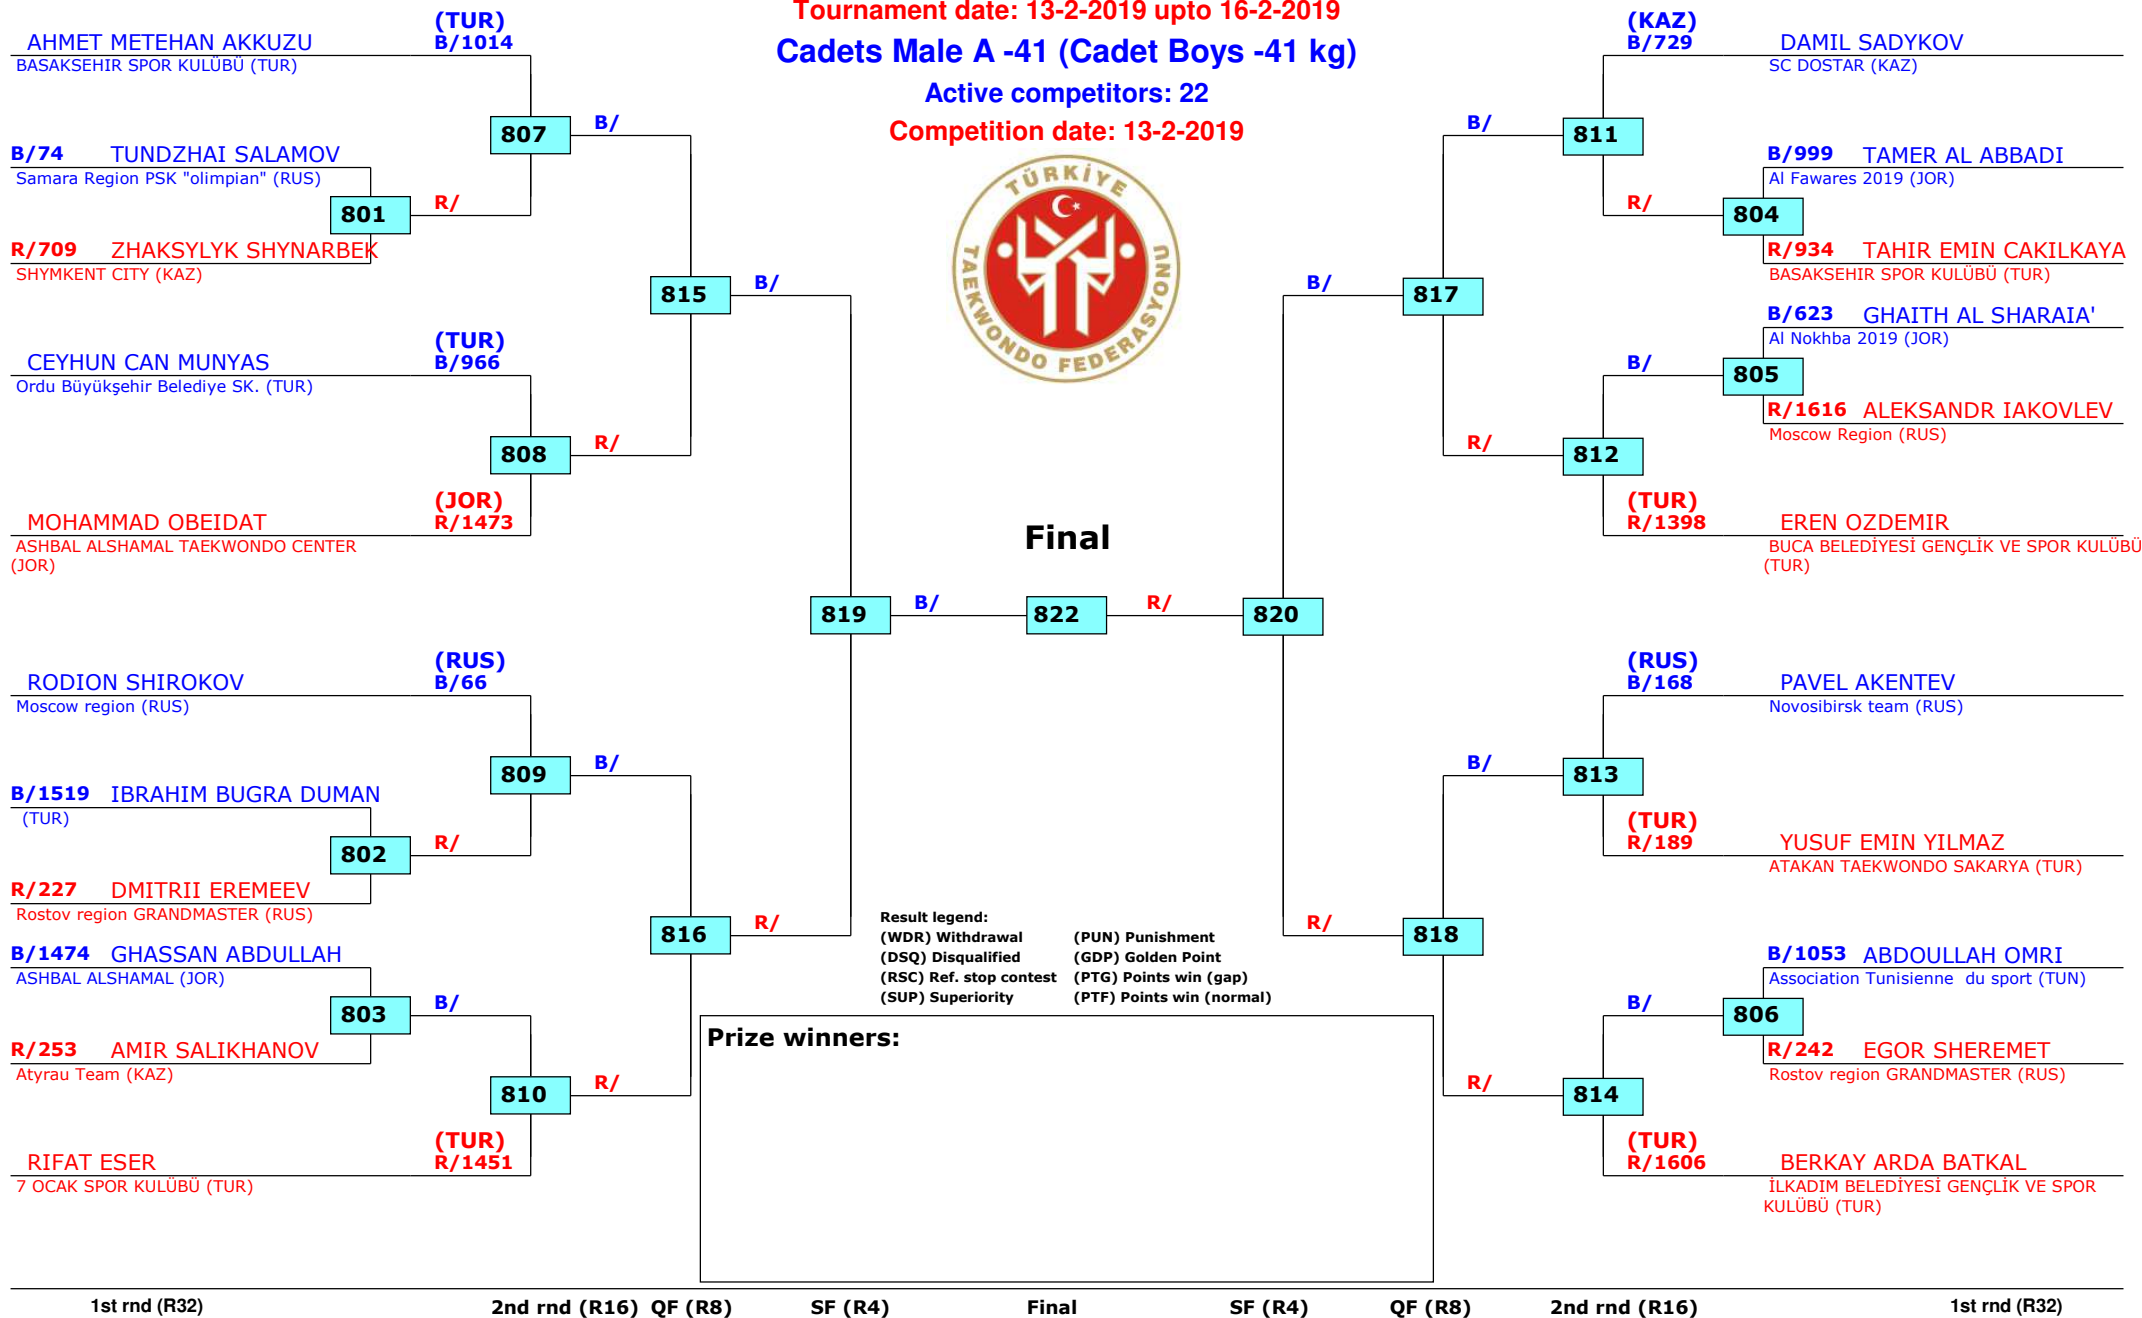 Tournament date: 13-2-2019 upto 16-2-2019
Cadets Male A -41 (Cadet Boys -41 kg)
Active competitors: 22
Competition date: 13-2-2019
TÜRKİYE
TAEKWONDO FEDERASYONU
(TUR)
AHMET METEHAN AKKUZU B/1014
BASAKSEHIR SPOR KULÜBÜ (TUR)
807 B/
B/74 TUNDZHAI SALAMOV
Samara Region PSK "olimpian" (RUS)
801 R/
R/709 ZHAKSYLYK SHYNARBEK
SHYMKENT CITY (KAZ)
815 B/
(TUR)
CEYHUN CAN MUNYAS B/966
Ordu Büyükşehir Belediye SK. (TUR)
808 R/
(JOR)
MOHAMMAD OBEIDAT R/1473
ASHBAL ALSHAMAL TAEKWONDO CENTER
(JOR)
819 B/
(RUS)
RODION SHIROKOV B/66
Moscow region (RUS)
809 B/
B/1519 IBRAHIM BUGRA DUMAN
(TUR)
802 R/
R/227 DMITRII EREMEEV
Rostov region GRANDMASTER (RUS)
816 R/
B/1474 GHASSAN ABDULLAH
ASHBAL ALSHAMAL (JOR)
803 B/
R/253 AMIR SALIKHANOV
Atyrau Team (KAZ)
810 R/
(TUR)
RIFAT ESER R/1451
7 OCAK SPOR KULÜBÜ (TUR)
Final
822
(KAZ)
B/729 DAMIL SADYKOV
SC DOSTAR (KAZ)
B/ 811
B/999 TAMER AL ABBADI
Al Fawares 2019 (JOR)
R/ 804
R/934 TAHIR EMIN CAKILKAYA
BASAKSEHIR SPOR KULÜBÜ (TUR)
B/ 817
B/623 GHAITH AL SHARAIA'
Al Nokhba 2019 (JOR)
B/ 805
R/1616 ALEKSANDR IAKOVLEV
Moscow Region (RUS)
R/ 812
(TUR)
R/1398 EREN OZDEMIR
BUCA BELEDİYESİ GENÇLİK VE SPOR KULÜBÜ
(TUR)
R/ 820
(RUS)
B/168 PAVEL AKENTEV
Novosibirsk team (RUS)
B/ 813
(TUR)
R/189 YUSUF EMIN YILMAZ
ATAKAN TAEKWONDO SAKARYA (TUR)
R/ 818
B/1053 ABDOULLAH OMRI
Association Tunisienne  du sport (TUN)
B/ 806
R/242 EGOR SHEREMET
Rostov region GRANDMASTER (RUS)
R/ 814
(TUR)
R/1606 BERKAY ARDA BATKAL
İLKADIM BELEDİYESİ GENÇLİK VE SPOR
KULÜBÜ (TUR)
Result legend:
(WDR) Withdrawal (PUN) Punishment
(DSQ) Disqualified (GDP) Golden Point
(RSC) Ref. stop contest (PTG) Points win (gap)
(SUP) Superiority (PTF) Points win (normal)
Prize winners:
1st rnd (R32) 2nd rnd (R16) QF (R8) SF (R4) Final SF (R4) QF (R8) 2nd rnd (R16) 1st rnd (R32)